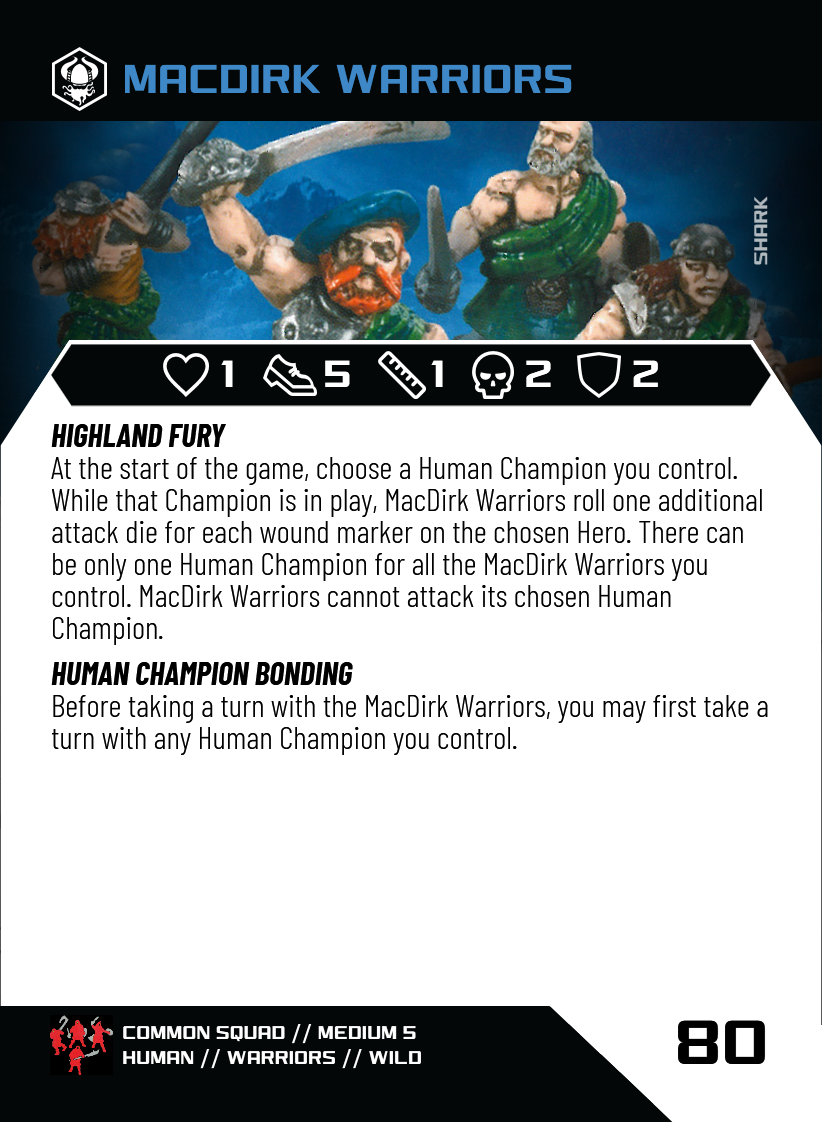 MACDIRK WARRIORS
SHARK
1 5 1 2 2
HIGHLAND FURY
At the start of the game, choose a Human Champion you control.
While that Champion is in play, MacDirk Warriors roll one additional
attack die for each wound marker on the chosen Hero. There can
be only one Human Champion for all the MacDirk Warriors you
control. MacDirk Warriors cannot attack its chosen Human
Champion.
HUMAN CHAMPION BONDING
Before taking a turn with the MacDirk Warriors, you may first take a
turn with any Human Champion you control.
COMMON SQUAD // MEDIUM 5
HUMAN // WARRIORS // WILD
80